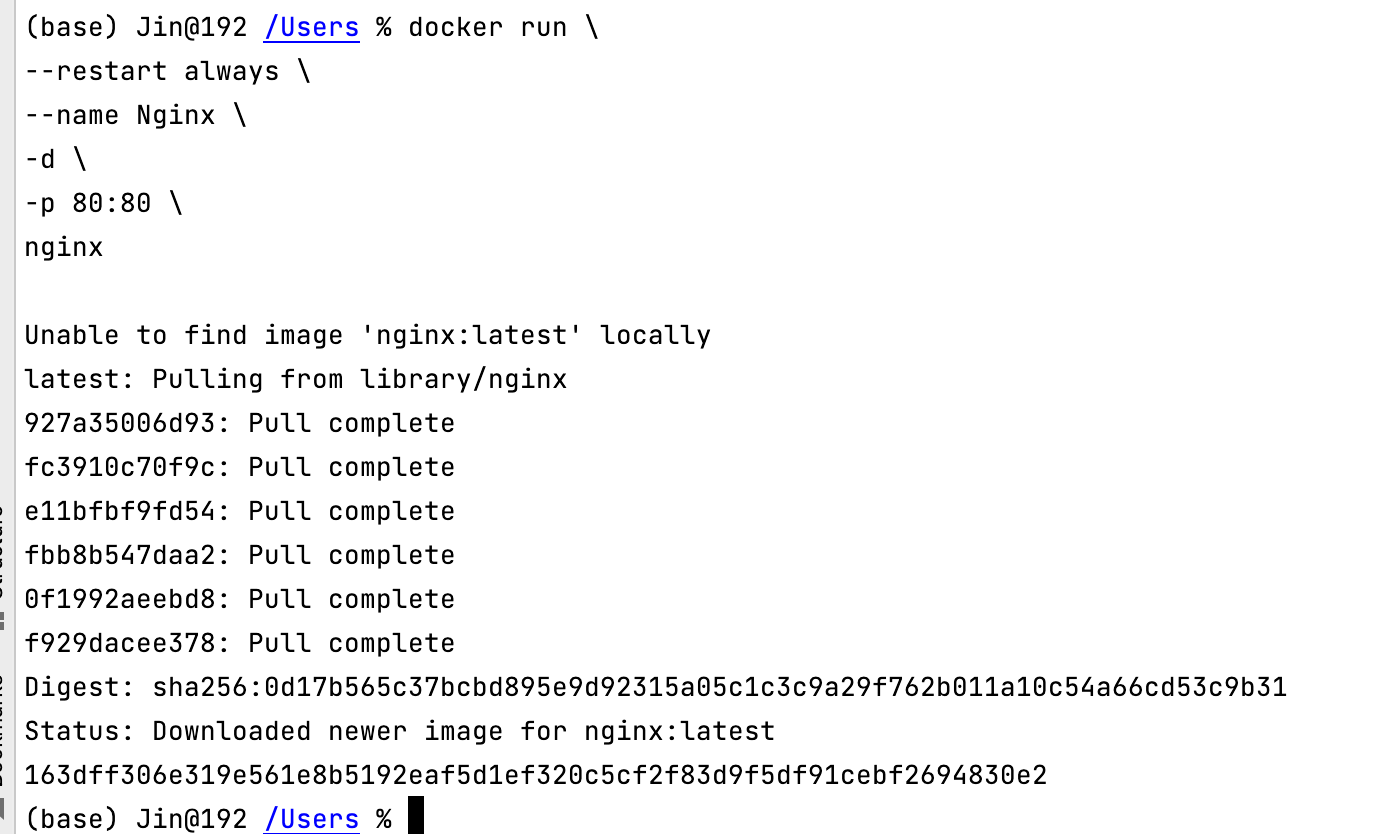 (base) Jin@192 /Users % docker run \
--restart always \
--name Nginx \
-d \
-p 80:80 \
nginx
Unable to find image 'nginx:latest' locally
latest: Pulling from library/nginx
927a35006d93: Pull complete
fc3910c70f9c: Pull complete
e11bfbf9fd54: Pull complete
fbb8b547daa2: Pull complete
0f1992aeebd8: Pull complete
f929dacee378: Pull complete
Digest: sha256:0d17b565c37bcbd895e9d92315a05c1c3c9a29f762b011a10c54a66cd53c9b31
Status: Downloaded newer image for nginx:latest
163dff306e319e561e8b5192eaf5d1ef320c5cf2f83d9f5df91cebf2694830e2
(base) Jin@192 /Users %